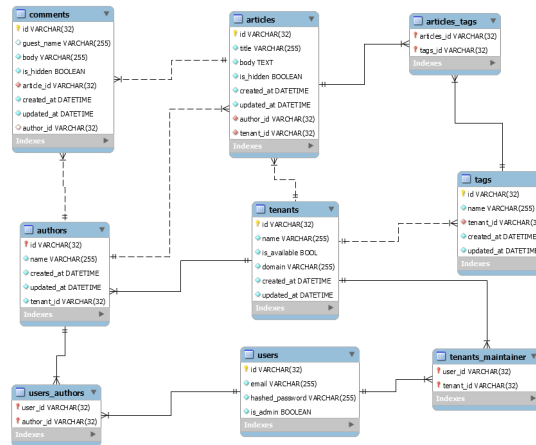 comments
id VARCHAR(32)
guest_name VARCHAR(255)
body VARCHAR(255)
is_hidden BOOLEAN
article_id VARCHAR(32)
created_at DATETIME
updated_at DATETIME
author_id VARCHAR(32)
Indexes
articles
id VARCHAR(32)
title VARCHAR(255)
body TEXT
is_hidden BOOLEAN
created_at DATETIME
updated_at DATETIME
author_id VARCHAR(32)
tenant_id VARCHAR(32)
Indexes
articles_tags
articles_id VARCHAR(32)
tags_id VARCHAR(32)
Indexes
authors
id VARCHAR(32)
name VARCHAR(255)
created_at DATETIME
updated_at DATETIME
tenant_id VARCHAR(32)
Indexes
tenants
id VARCHAR(32)
name VARCHAR(255)
is_available BOOL
domain VARCHAR(255)
created_at DATETIME
updated_at DATETIME
Indexes
tags
id VARCHAR(32)
name VARCHAR(255)
tenant_id VARCHAR(3
created_at DATETIME
updated_at DATETIME
Indexes
users_authors
user_id VARCHAR(32)
author_id VARCHAR(32)
Indexes
users
id VARCHAR(32)
email VARCHAR(255)
hashed_password VARCHAR(255)
is_admin BOOLEAN
Indexes
tenants_maintainer
user_id VARCHAR(32)
tenant_id VARCHAR(32)
Indexes